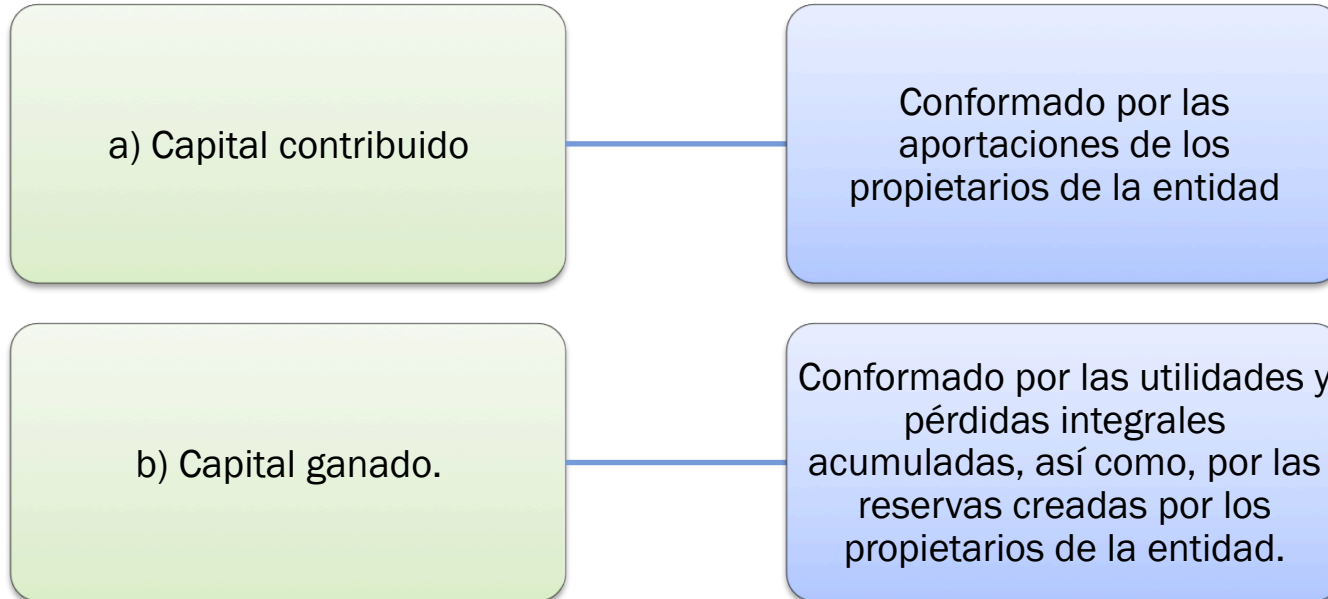 a) Capital contribuido
Conformado por las
aportaciones de los
propietarios de la entidad
b) Capital ganado.
Conformado por las utilidades y
pérdidas integrales
acumuladas, así como, por las
reservas creadas por los
propietarios de la entidad.